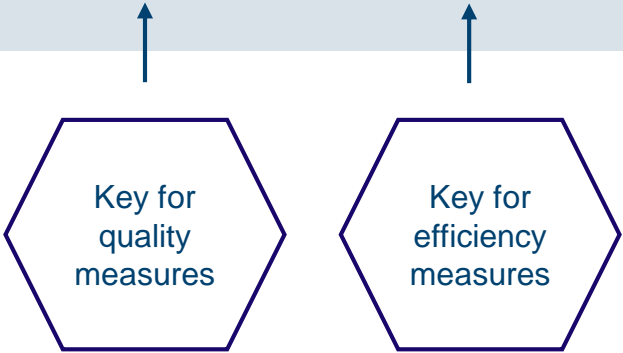 Key for
quality
measures
Key for
efficiency
measures